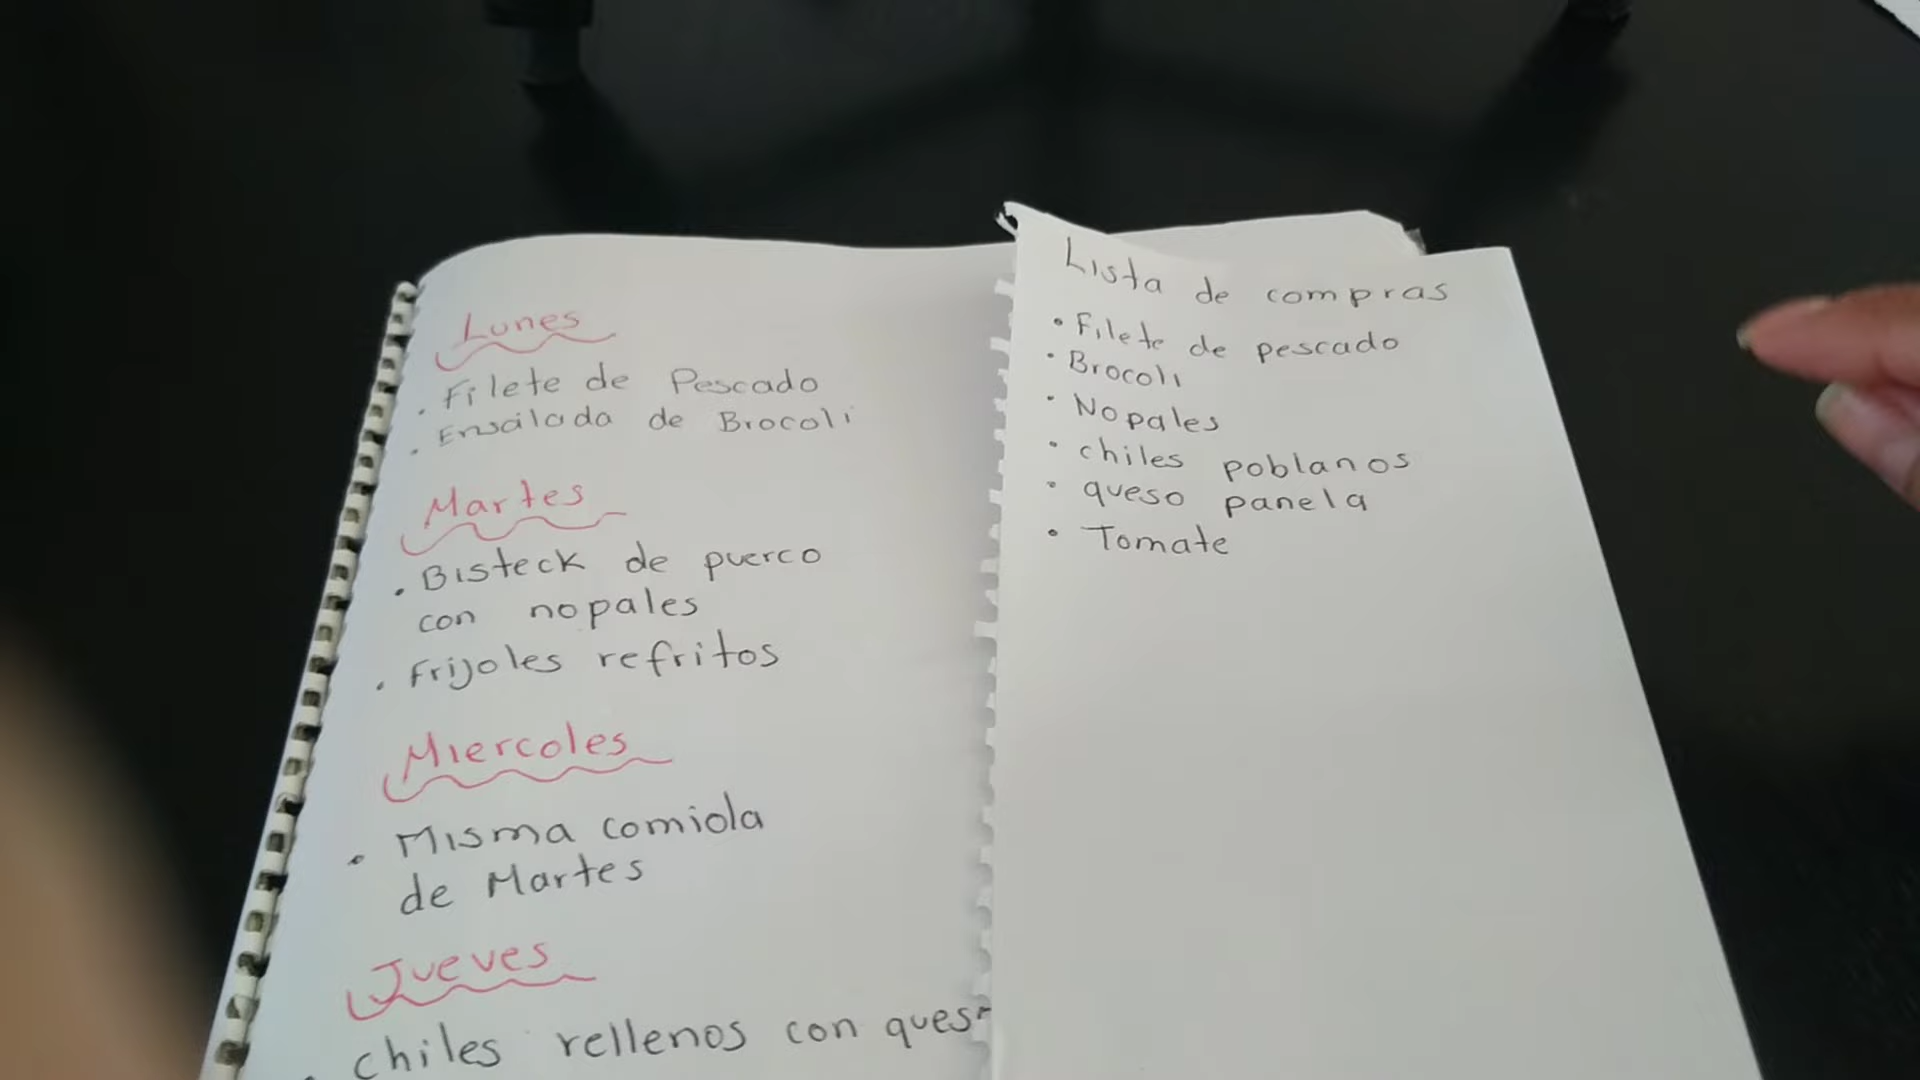 Lunes
• Filete de Pescado
• Ensalada de Brocoli
Martes
• Bisteck de puerco
con nopales
• Frijoles refritos
Miercoles
• Misma comida
de Martes
Jueves
• chiles rellenos con
Lista de compras
• Filete de pescado
• Brocoli
• Nopales
• chiles poblanos
• queso panela
• Tomate